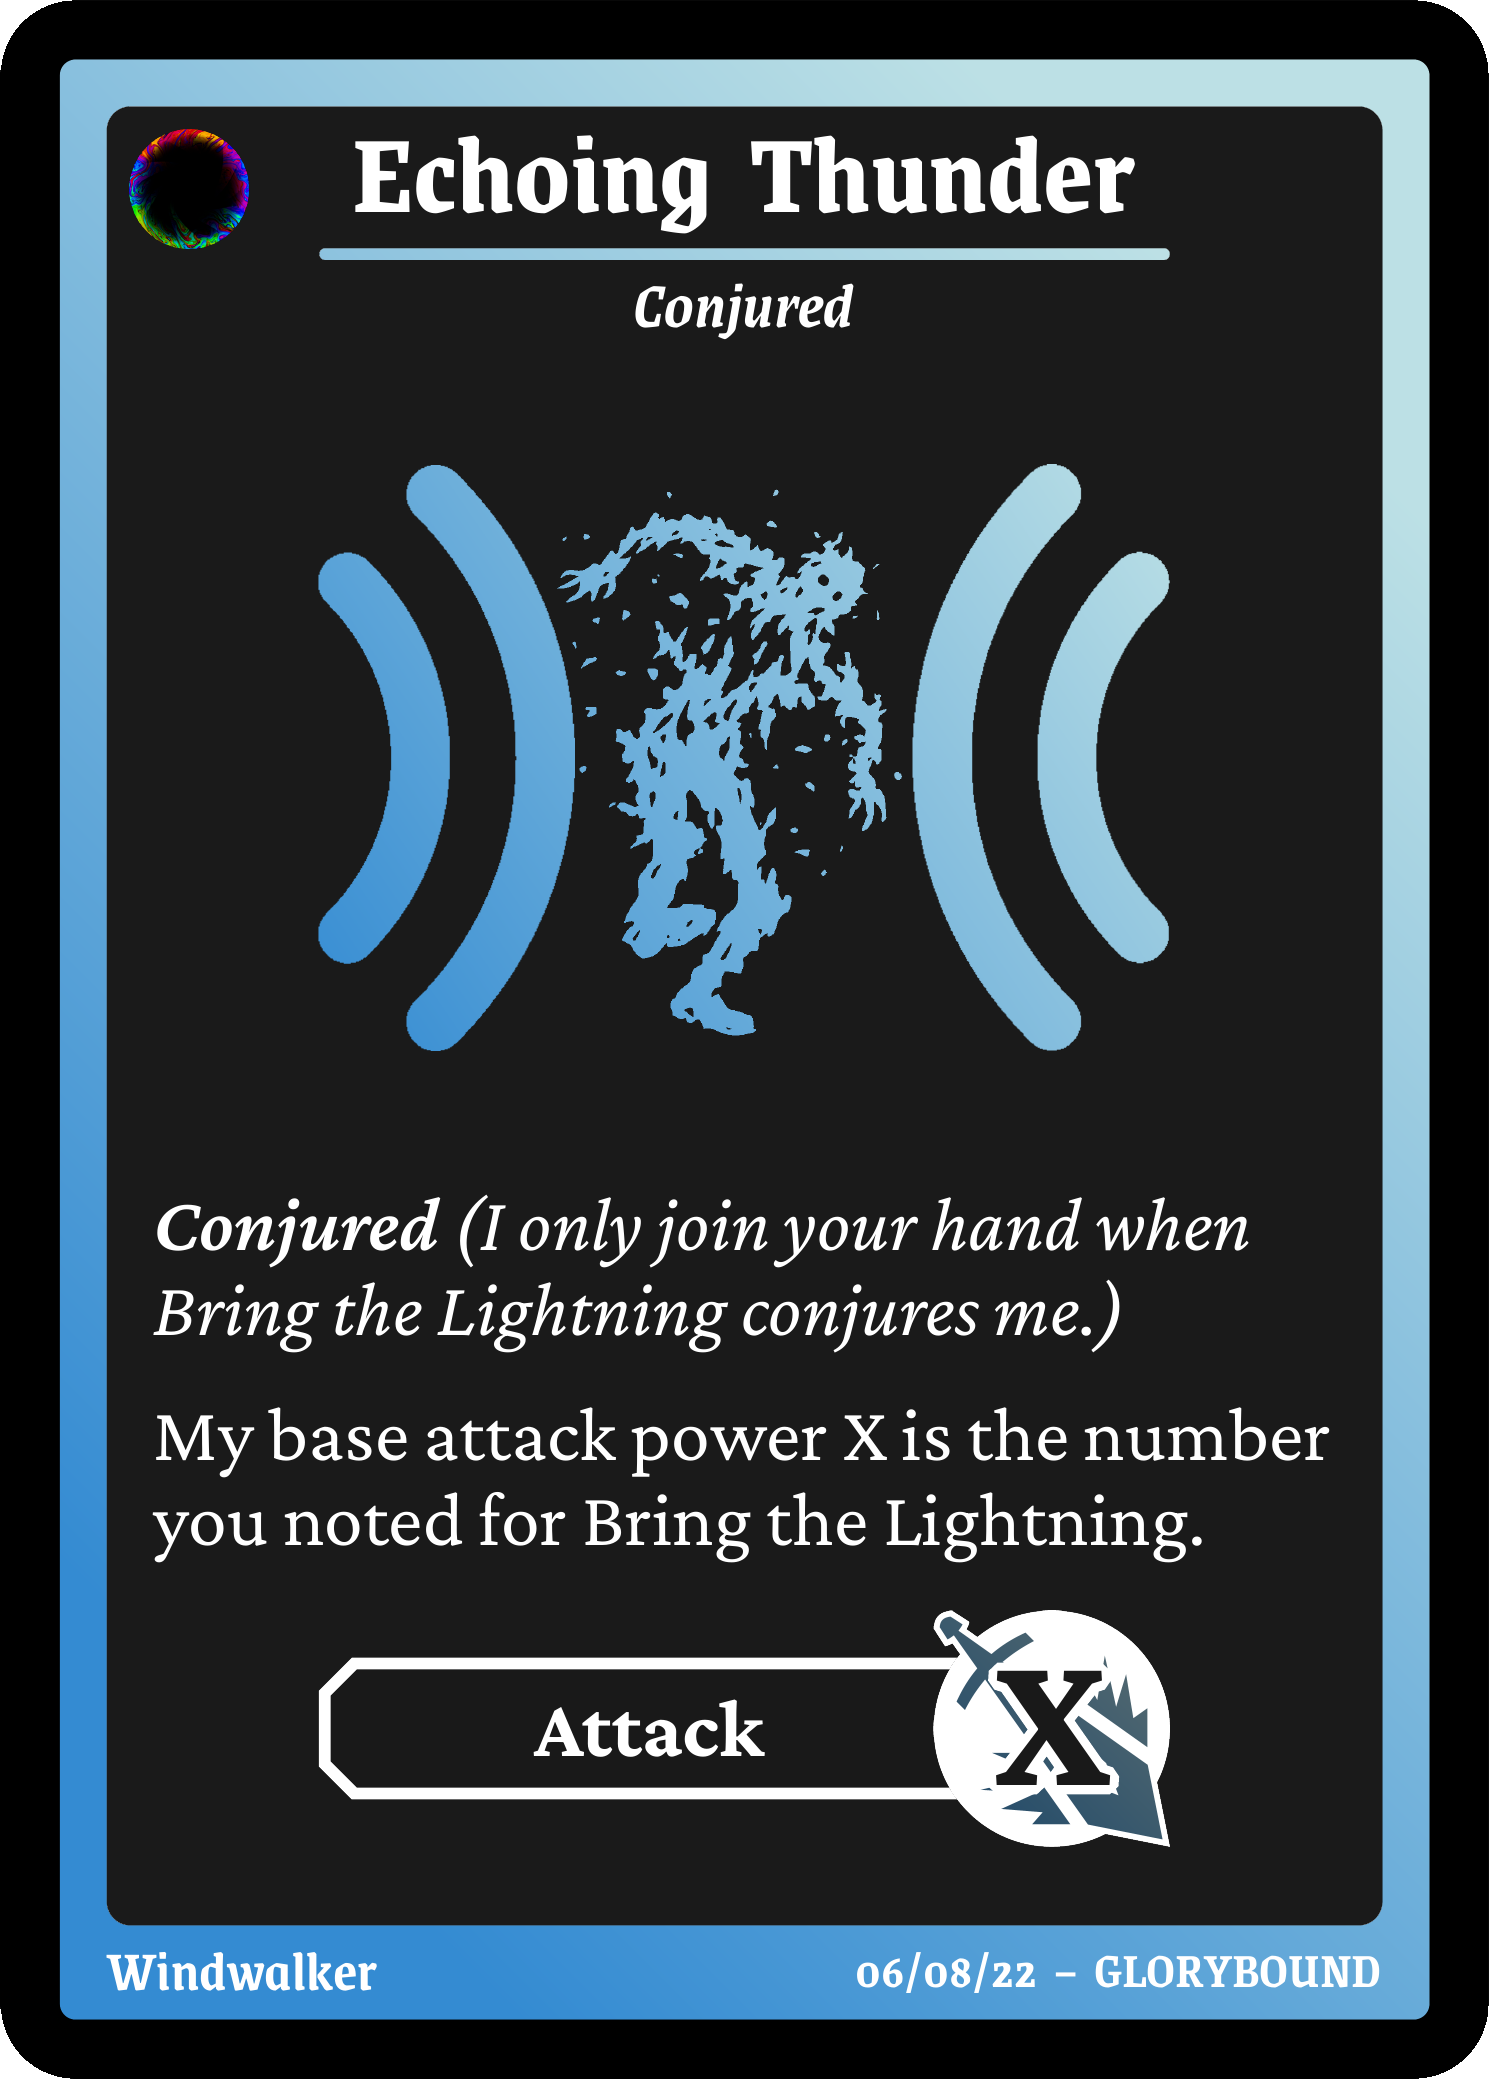 Echoing Thunder
Conjured
Conjured (I only join your hand when
Bring the Lightning conjures me.)
My base attack power X is the number
you noted for Bring the Lightning.
Attack
X
Windwalker
06/08/22 – GLORYBOUND